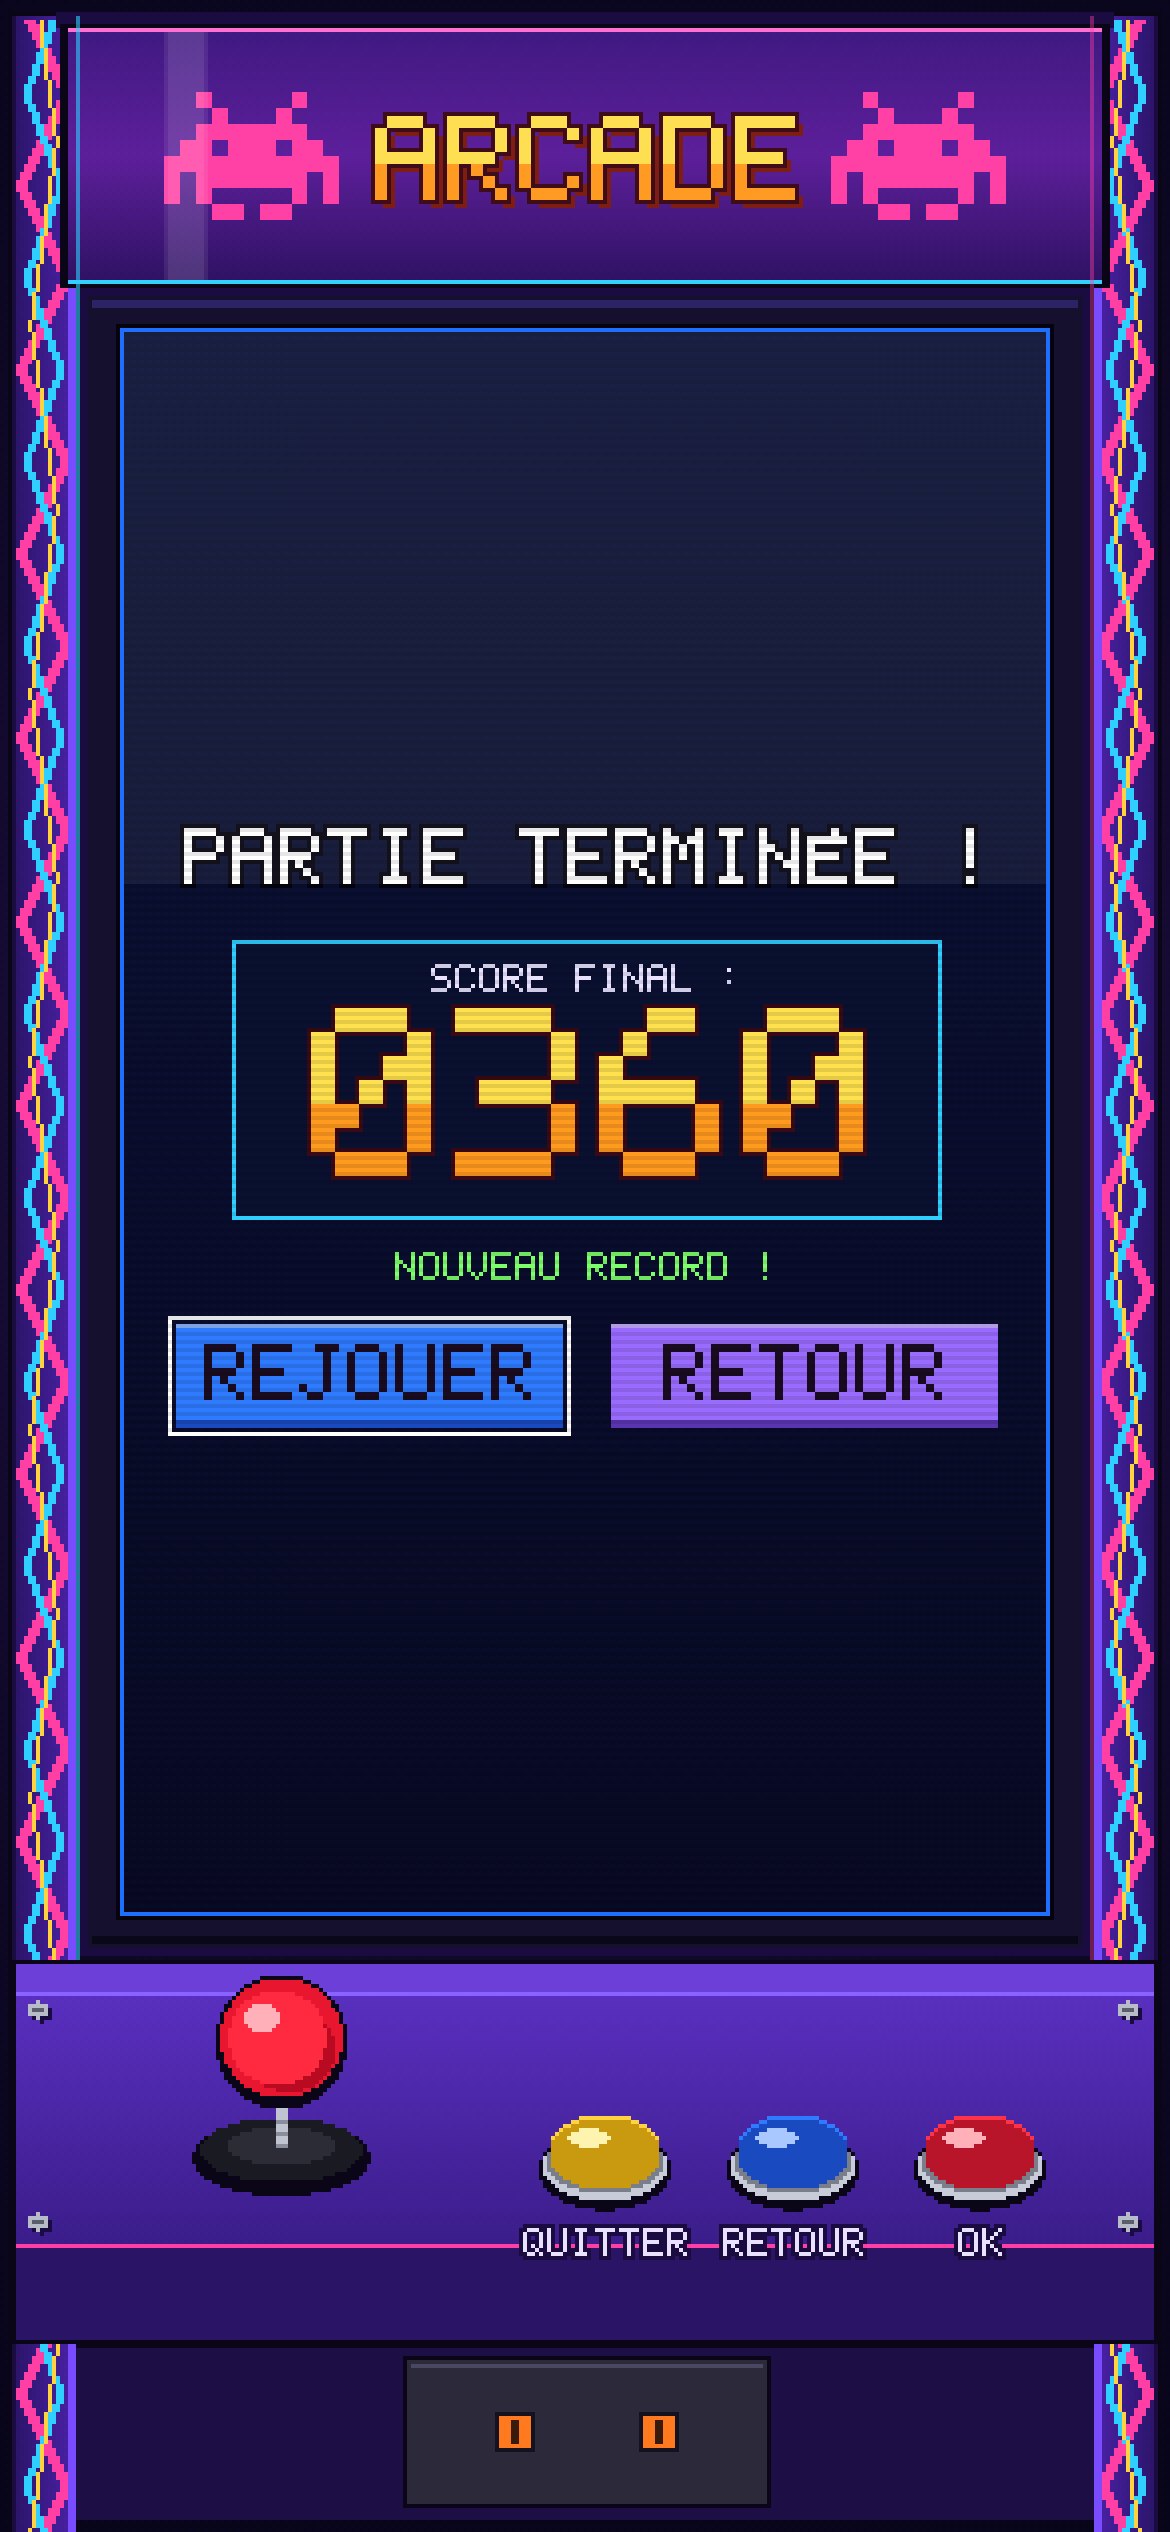 ARCADE
PARTIE TERMINÉE !
SCORE FINAL :
0360
NOUVEAU RECORD !
REJOUER RETOUR
QUITTER RETOUR OK